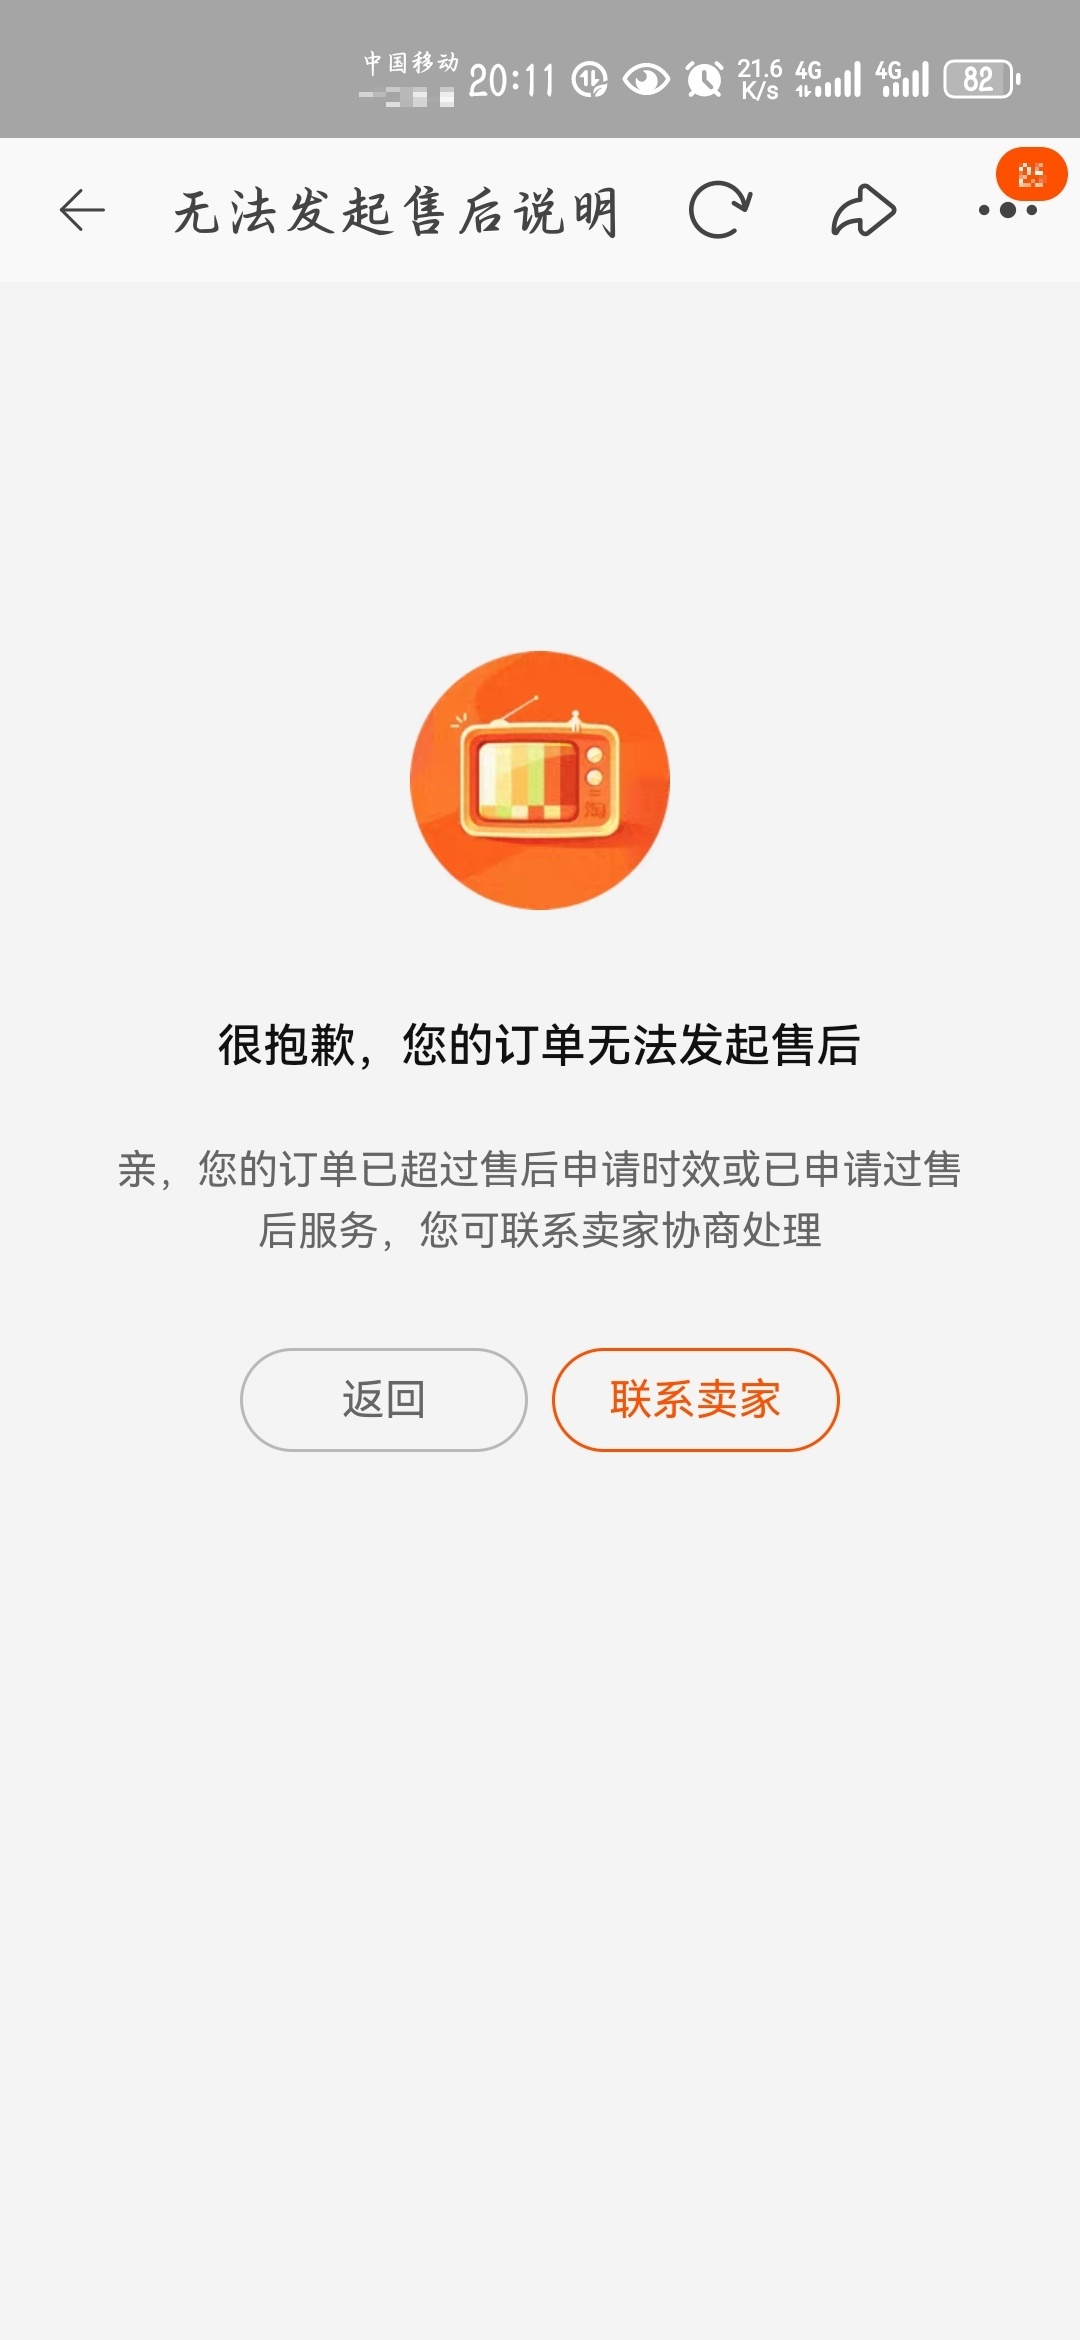 中国移动
20:11
21.6
K/s
4G
4G
82
无法发起售后说明
淘
很抱歉，您的订单无法发起售后
亲，您的订单已超过售后申请时效或已申请过售
后服务，您可联系卖家协商处理
返回
联系卖家